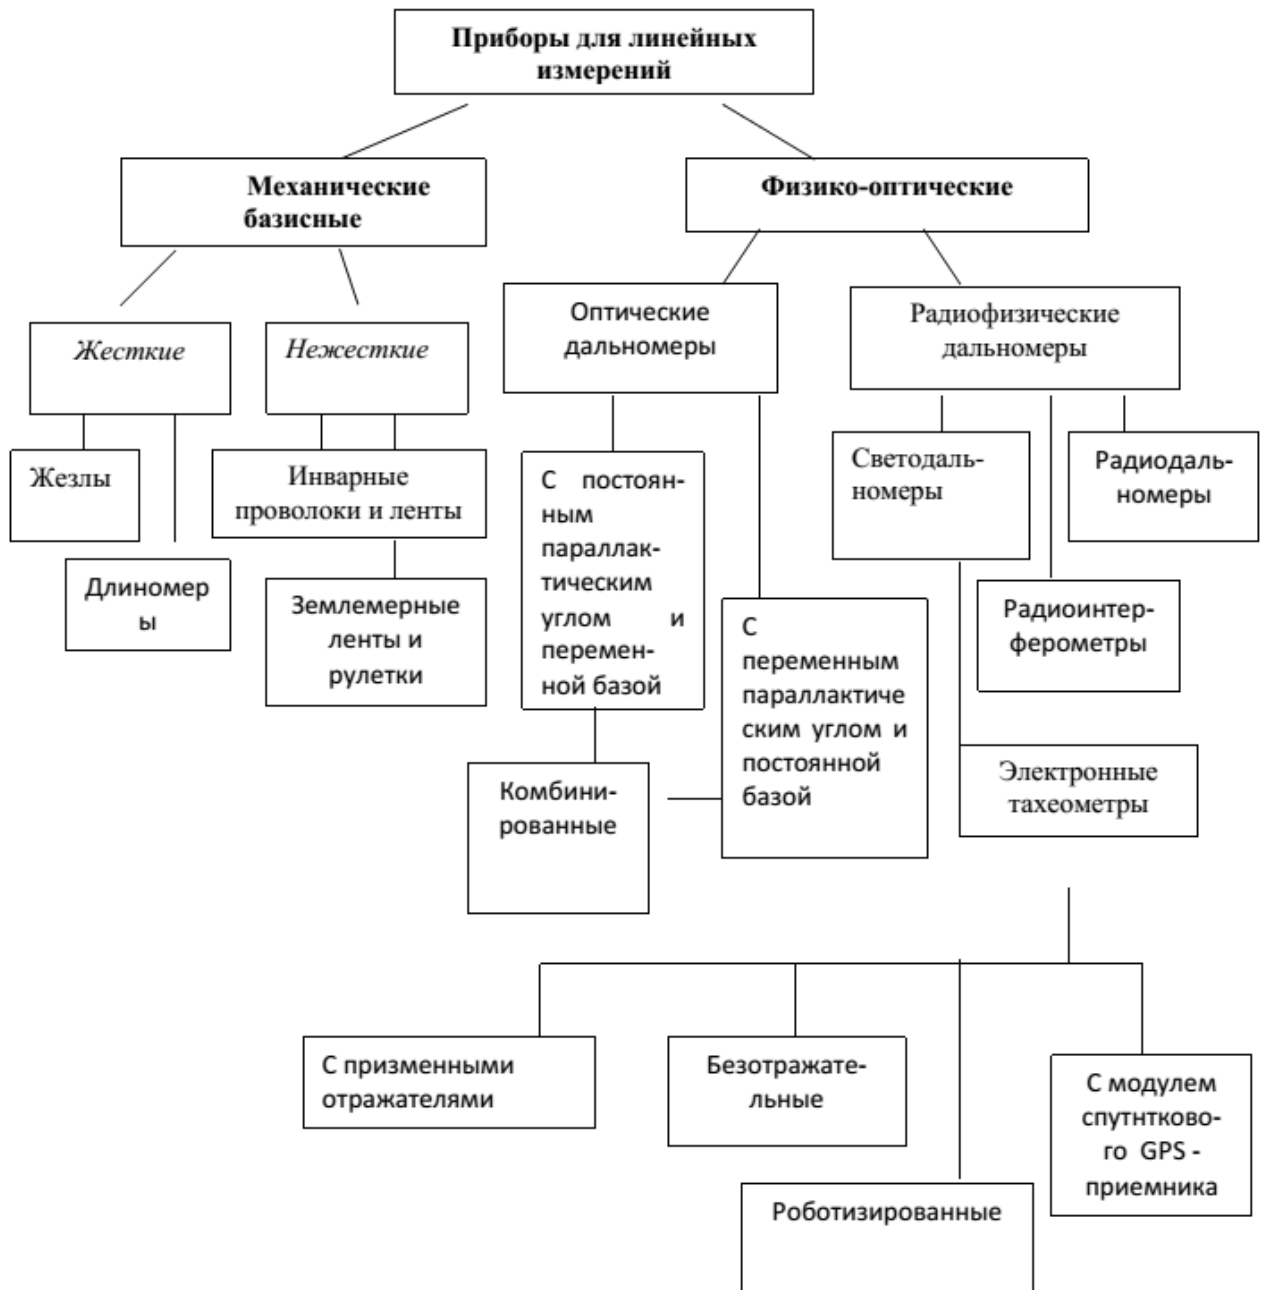 Приборы для линейных
измерений
Механические
базисные
Физико-оптические
Жесткие
Нежесткие
Оптические
дальномеры
Радиофизические
дальномеры
Жезлы
Инварные
проволоки и ленты
С постоян-
ным
параллак-
тическим
углом и
перемен-
ной базой
Светодаль-
номеры
Радиодаль-
номеры
Длиномер
ы
Землемерные
ленты и
рулетки
С
переменным
параллактиче
ским углом и
постоянной
базой
Радиоинтер-
ферометры
Комбини-
рованные
Электронные
тахеометры
С призменными
отражателями
Безотражате-
льные
С модулем
спутнтково-
го GPS -
приемника
Роботизированные